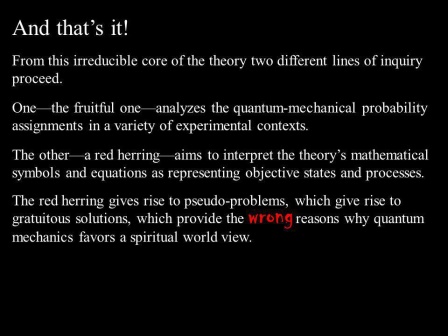 And that's it!
From this irreducible core of the theory two different lines of inquiry
proceed.
One—the fruitful one—analyzes the quantum-mechanical probability
assignments in a variety of experimental contexts.
The other—a red herring—aims to interpret the theory's mathematical
symbols and equations as representing objective states and processes.
The red herring gives rise to pseudo-problems, which give rise to
gratuitous solutions, which provide the wrong reasons why quantum
mechanics favors a spiritual world view.